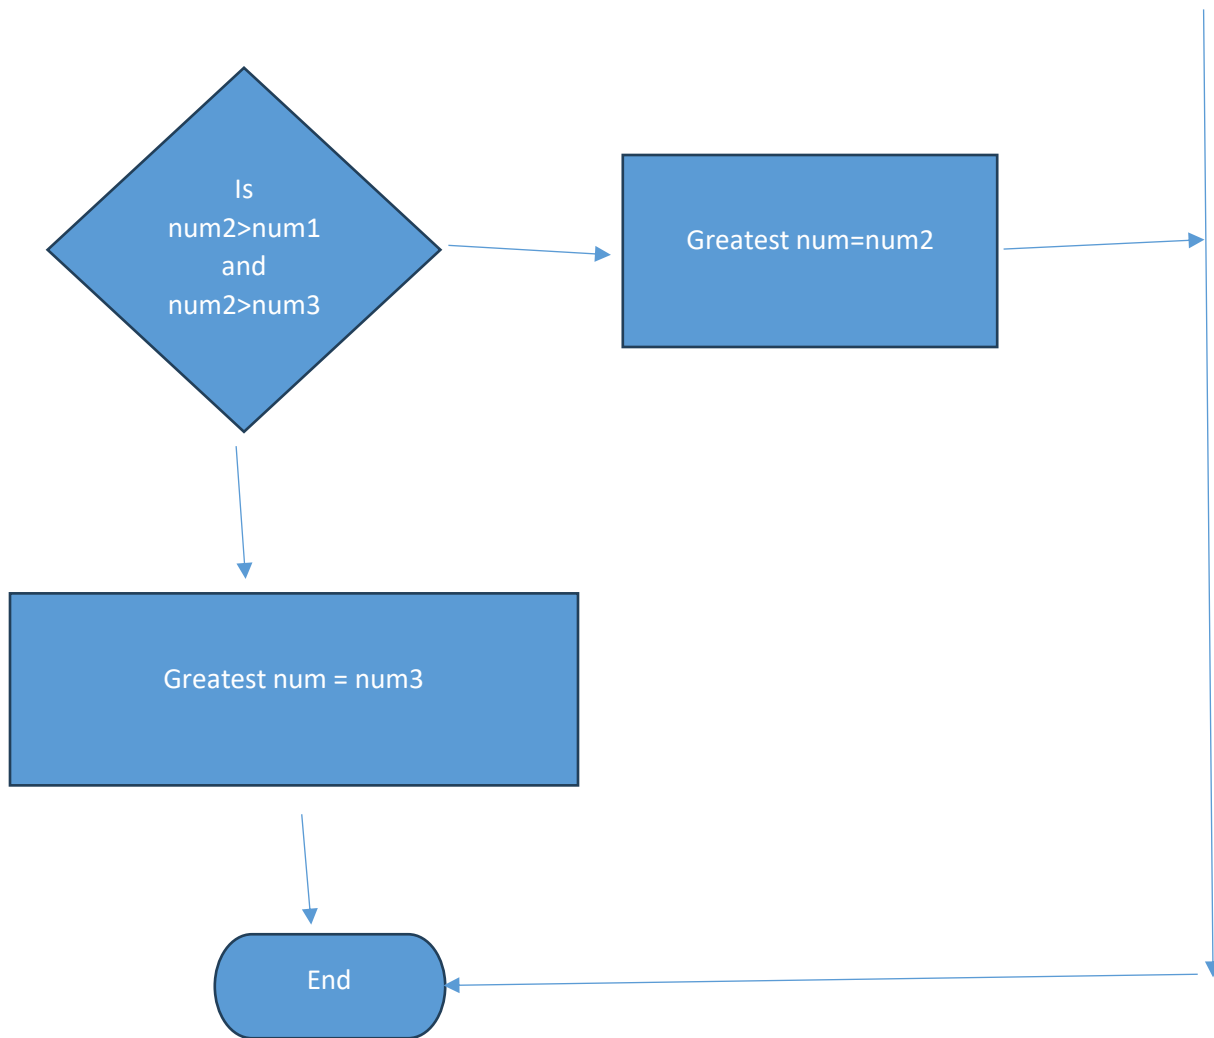 Is
num2>num1
and
num2>num3
Greatest num=num2
Greatest num = num3
End